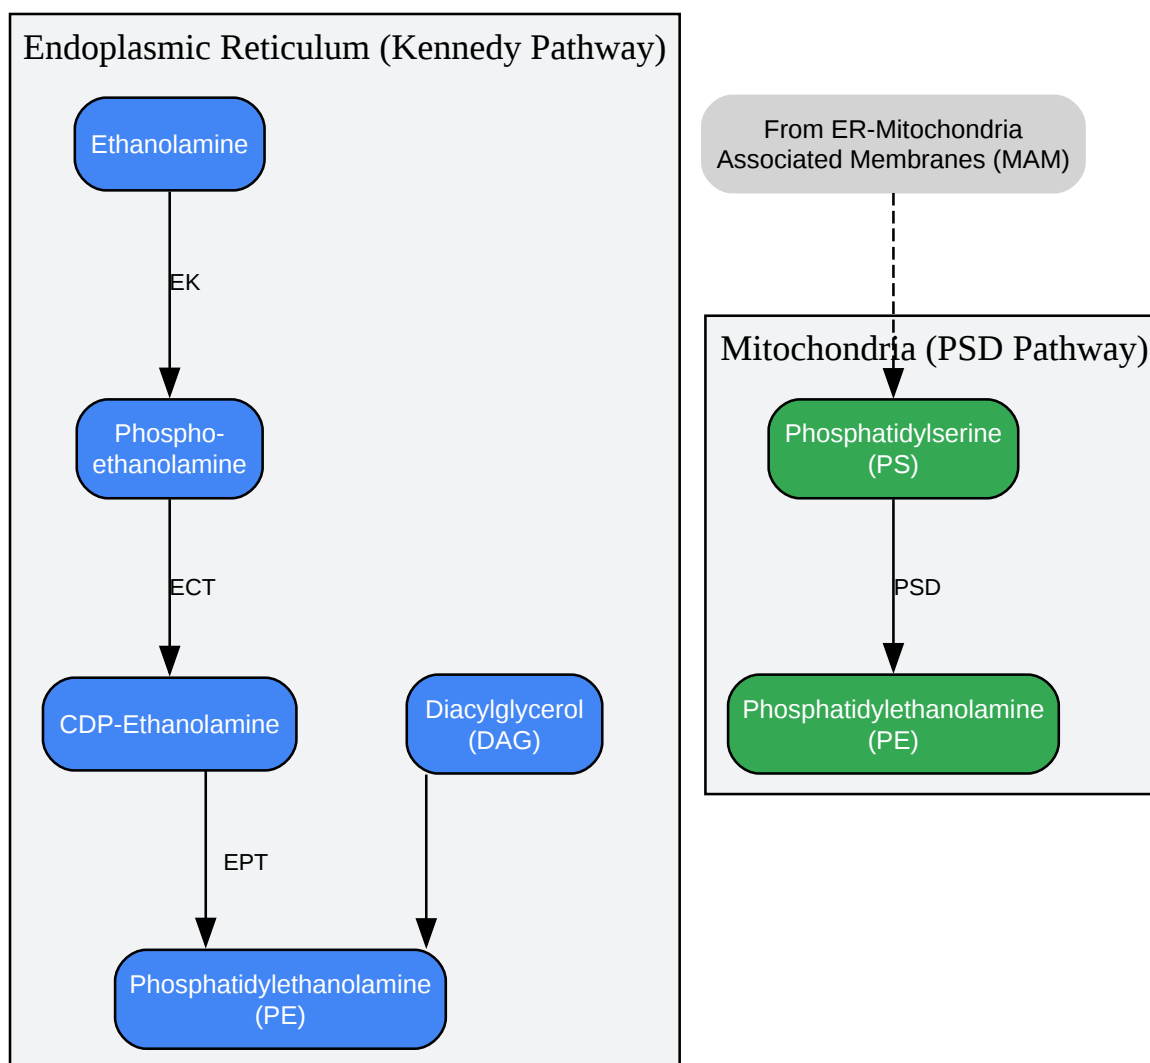 Endoplasmic Reticulum (Kennedy Pathway)
Ethanolamine
EK
Phospho-
ethanolamine
ECT
CDP-Ethanolamine
Diacylglycerol
(DAG)
EPT
Phosphatidylethanolamine
(PE)
From ER-Mitochondria
Associated Membranes (MAM)
Mitochondria (PSD Pathway)
Phosphatidylserine
(PS)
PSD
Phosphatidylethanolamine
(PE)